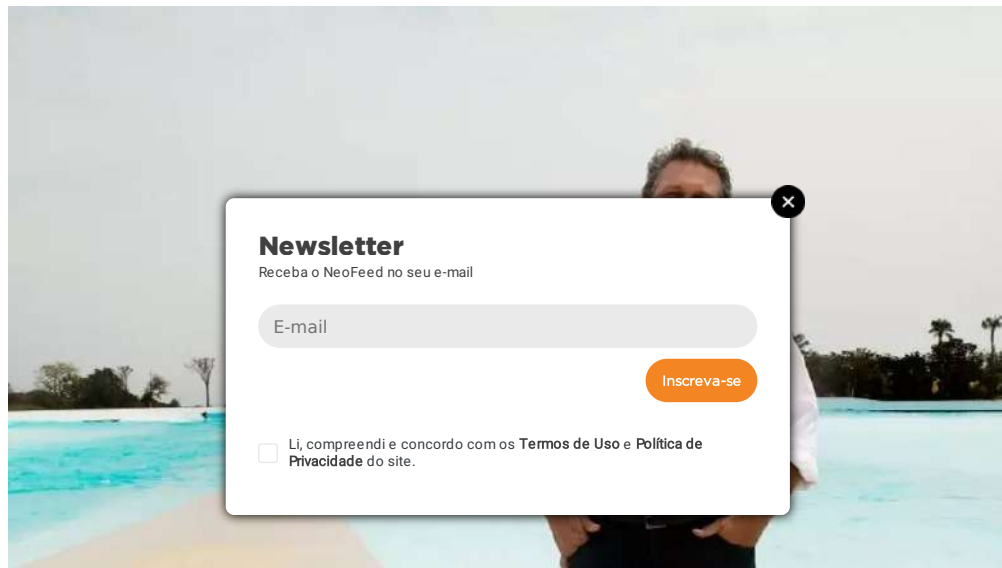 Newsletter
Receba o NeoFeed no seu e-mail
E-mail
Inscreva-se
Li, compreendi e concordo com os Termos de Uso e Política de
Privacidade do site.